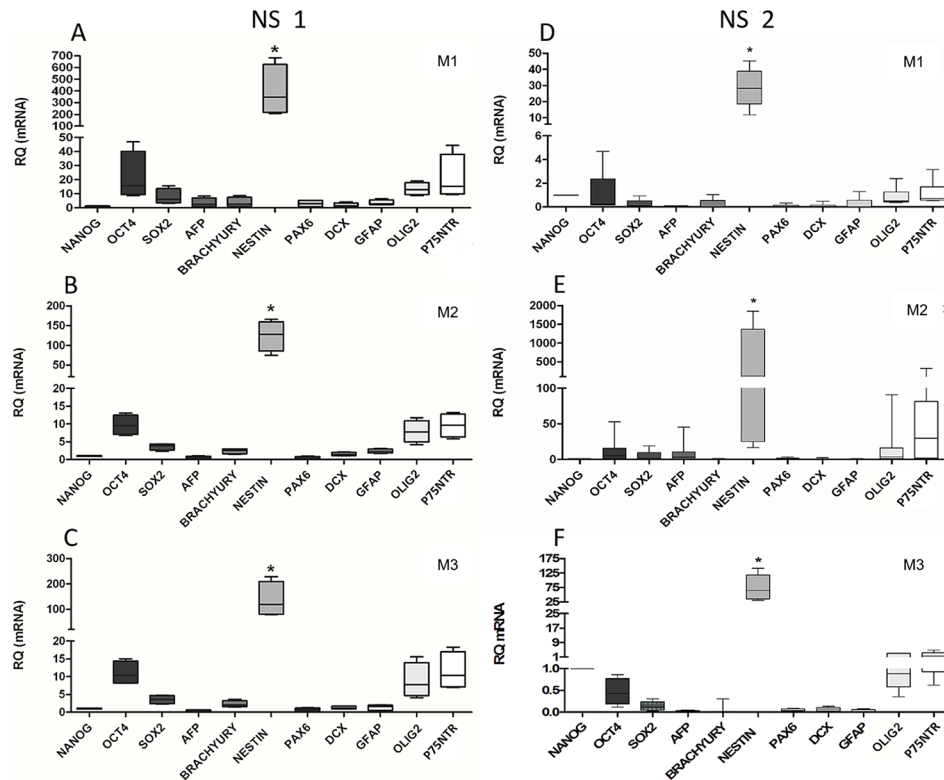 NS 1
NS 2
A
M1
RQ (mRNA)
700
600
500
400
300
200
100
50
40
30
20
10
0
*
NANOG
OCT4
SOX2
AFP
BRACHYURY
NESTIN
PAX6
DCX
GFAP
OLIG2
P75NTR
D
M1
RQ (mRNA)
50
40
30
20
10
0
6
4
2
0
*
NANOG
OCT4
SOX2
AFP
BRACHYURY
NESTIN
PAX6
DCX
GFAP
OLIG2
P75NTR
B
M2
RQ (mRNA)
200
150
100
50
20
15
10
5
0
*
NANOG
OCT4
SOX2
AFP
BRACHYURY
NESTIN
PAX6
DCX
GFAP
OLIG2
P75NTR
E
M2
RQ (mRNA)
2000
1500
1000
500
100
50
0
*
NANOG
OCT4
SOX2
AFP
BRACHYURY
NESTIN
PAX6
DCX
GFAP
OLIG2
P75NTR
C
M3
RQ (mRNA)
300
200
100
20
15
10
5
0
*
NANOG
OCT4
SOX2
AFP
BRACHYURY
NESTIN
PAX6
DCX
GFAP
OLIG2
P75NTR
F
M3
RQ mRNA
175
125
75
25
25
17
9
1
1.0
0.5
0.0
*
NANOG
OCT4
SOX2
AFP
BRACHYURY
NESTIN
PAX6
DCX
GFAP
OLIG2
P75NTR